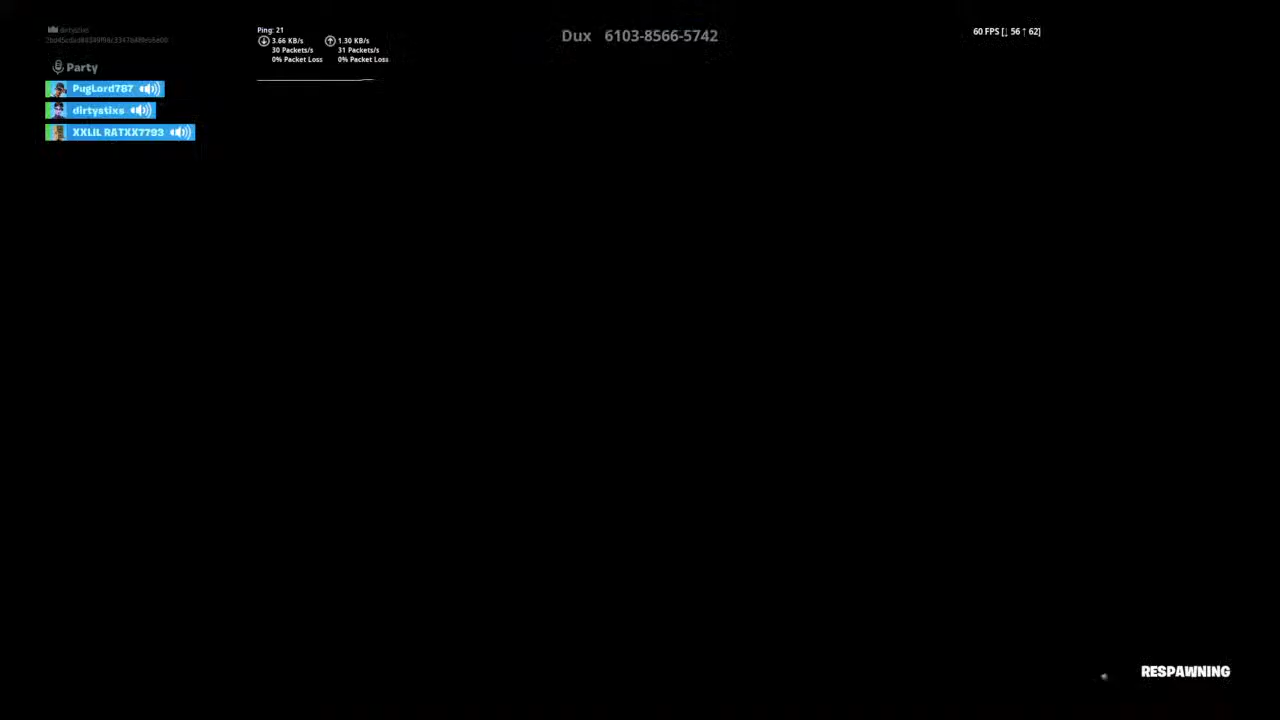 dirtystixs
Ping: 21
3.66 KB/s 1.30 KB/s
30 Packets/s 31 Packets/s
0% Packet Loss 0% Packet Loss
Dux 6103-8566-5742
60 FPS [↓ 56 ↑ 62]
Party
PugLord787
dirtystixs
XXLIL RATXX7793
RESPAWNING